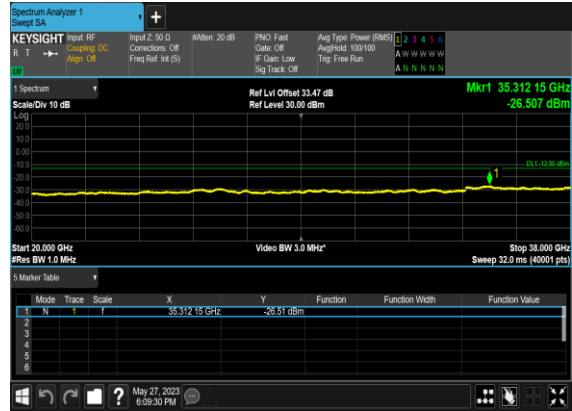 Spectrum Analyzer 1
Swept SA
+
KEYSIGHT Input: RF Input Z: 50 Ω #Atten: 20 dB PNO: Fast Avg Type: Power (RMS) 1 2 3 4 5 6
R T Coupling: DC Corrections: Off Gate: Off Avg|Hold: 100/100 A W W W W W
Align: Off Freq Ref: Int (S) IF Gain: Low Trig: Free Run
Sig Track: Off A N N N N N
1 Spectrum Ref Lvl Offset 33.47 dB Mkr1 35.312 15 GHz
Scale/Div 10 dB Ref Level 30.00 dBm -26.507 dBm
Log
20.0
10.0
0.00
-10.0
DL1 -13.00 dBm
1
-20.0
-30.0
-40.0
-50.0
-60.0
Start 20.000 GHz Video BW 3.0 MHz* Stop 38.000 GHz
#Res BW 1.0 MHz Sweep 32.0 ms (40001 pts)
5 Marker Table
Mode Trace Scale X Y Function Function Width Function Value
1 N 1 f 35.312 15 GHz -26.51 dBm
2
3
4
5
6
? May 27, 2023
6:09:30 PM